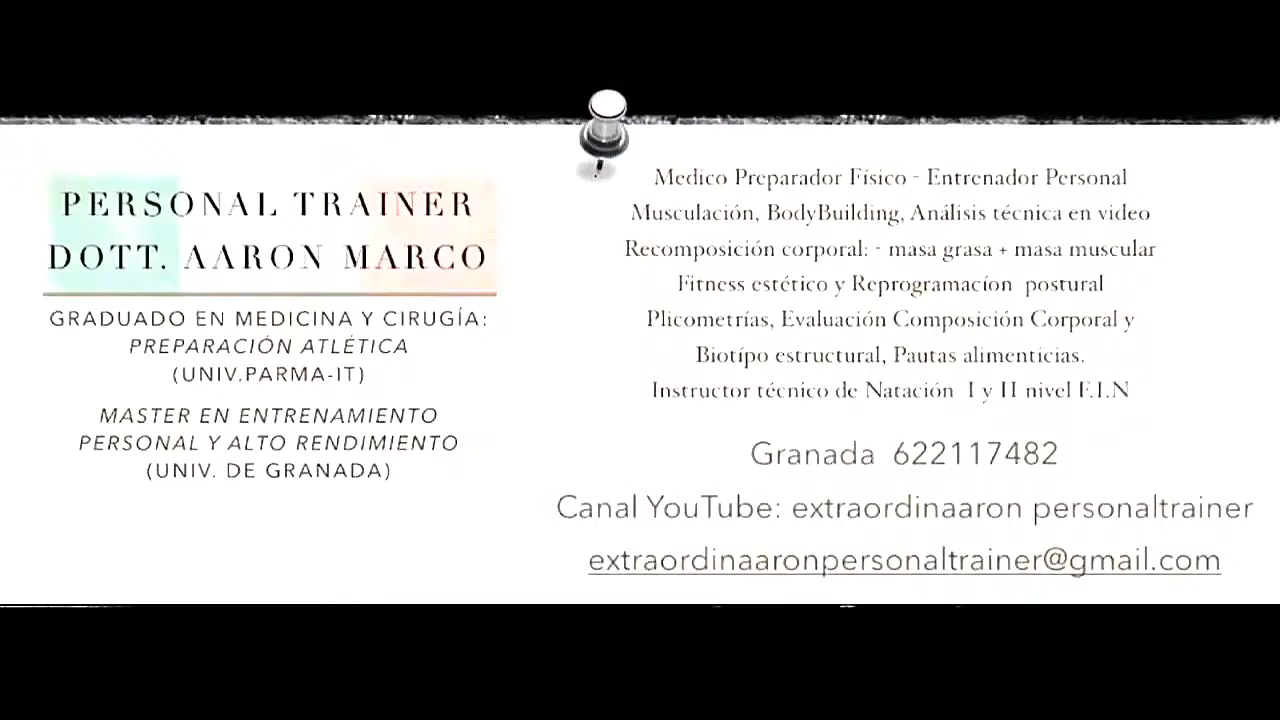 PERSONAL TRAINER
DOTT. AARON MARCO
GRADUADO EN MEDICINA Y CIRUGÍA:
PREPARACIÓN ATLÉTICA
(UNIV.PARMA-IT)
MASTER EN ENTRENAMIENTO
PERSONAL Y ALTO RENDIMIENTO
(UNIV. DE GRANADA)
Medico Preparador Físico - Entrenador Personal
Musculación, BodyBuilding, Análisis técnica en video
Recomposición corporal: - masa grasa + masa muscular
Fitness estético y Reprogramacíon postural
Plicometrías, Evaluación Composición Corporal y
Biotípo estructural, Pautas alimenticias.
Instructor técnico de Natación I y II nivel F.I.N
Granada 622117482
Canal YouTube: extraordinaaron personaltrainer
extraordinaaronpersonaltrainer@gmail.com